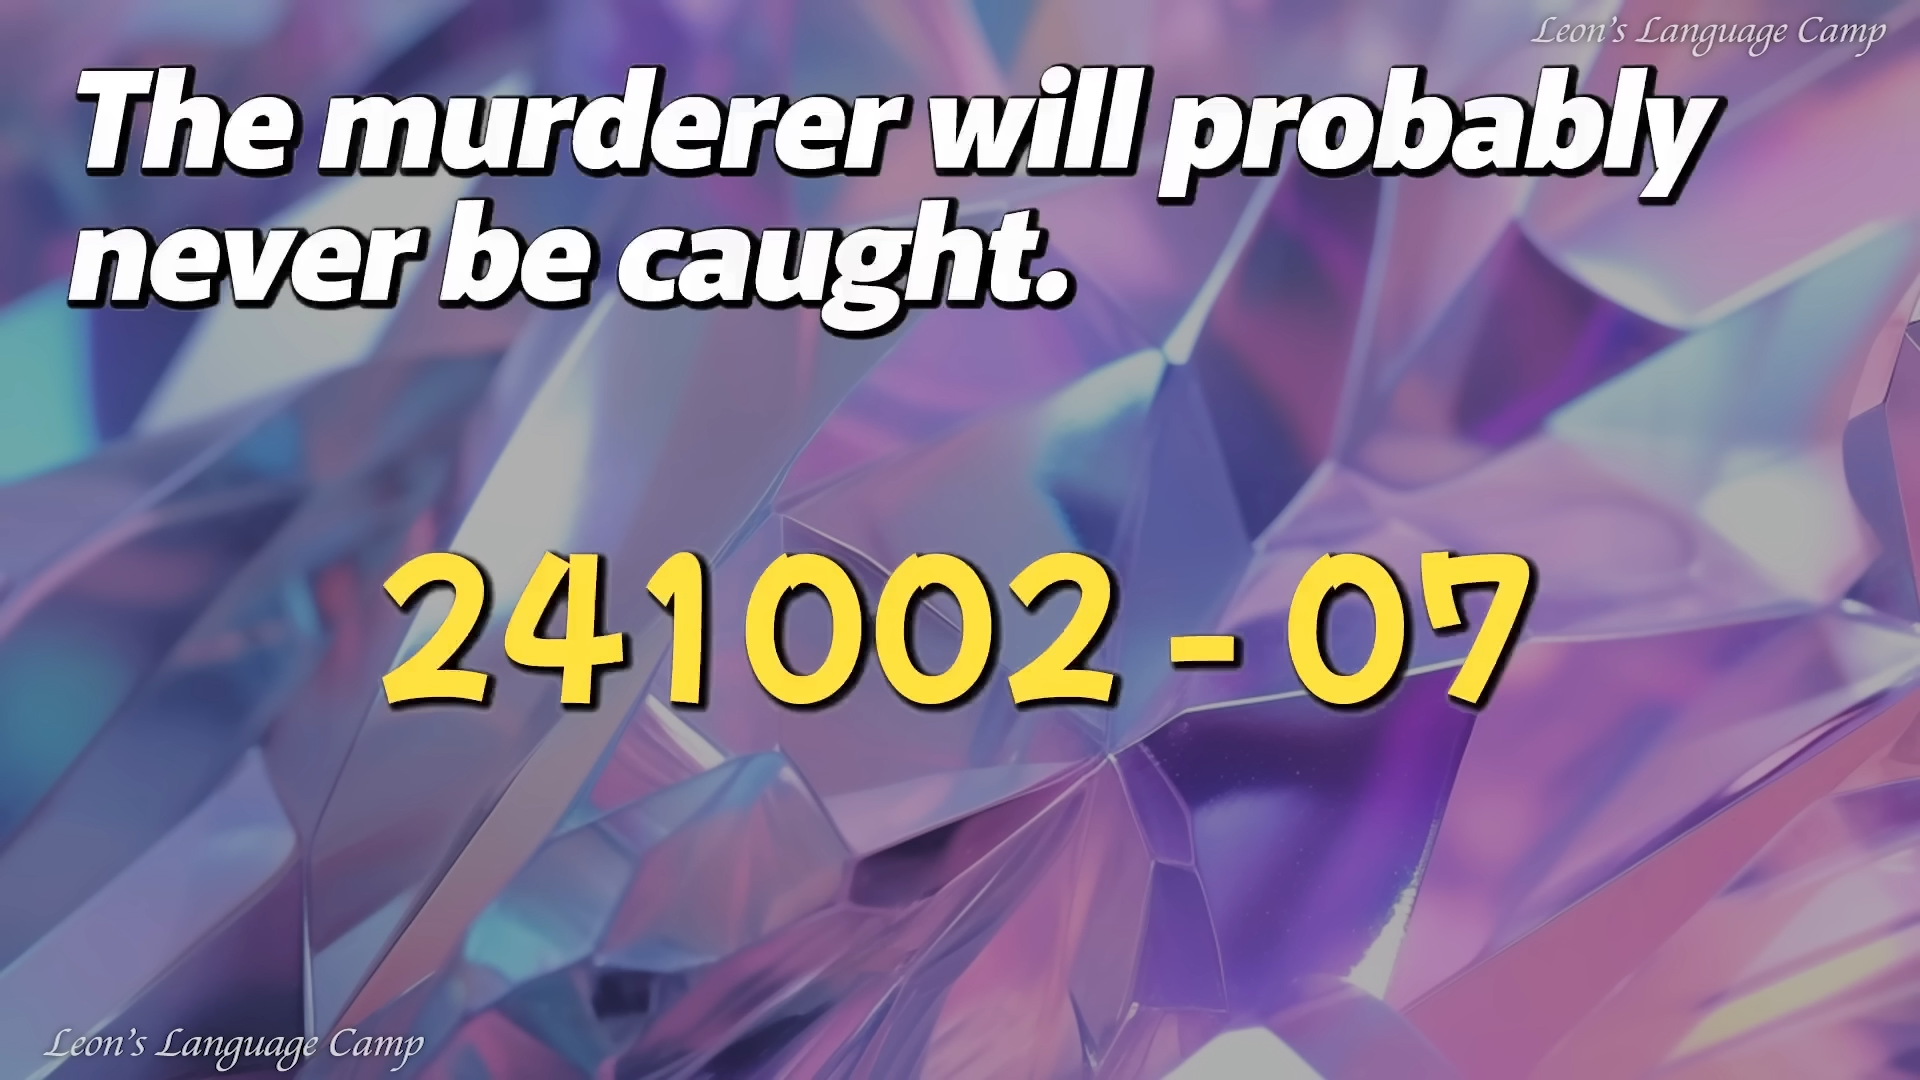 Leon's Language Camp
The murderer will probably
never be caught.
241002-07
Leon's Language Camp